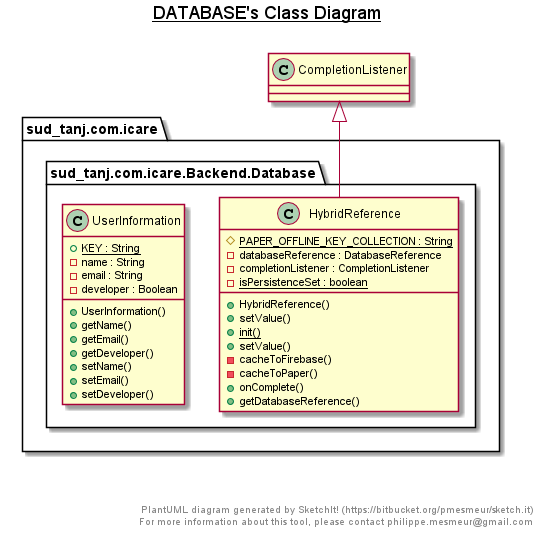 DATABASE's Class Diagram
C CompletionListener
sud_tanj.com.icare
sud_tanj.com.icare.Backend.Database
C UserInformation
KEY : String
name : String
email : String
developer : Boolean
UserInformation()
getName()
getEmail()
getDeveloper()
setName()
setEmail()
setDeveloper()
C HybridReference
PAPER_OFFLINE_KEY_COLLECTION : String
databaseReference : DatabaseReference
completionListener : CompletionListener
isPersistenceSet : boolean
HybridReference()
setValue()
init()
setValue()
cacheToFirebase()
cacheToPaper()
onComplete()
getDatabaseReference()
PlantUML diagram generated by SketchIt! (https://bitbucket.org/pmesmeur/sketch.it)
For more information about this tool, please contact philippe.mesmeur@gmail.com